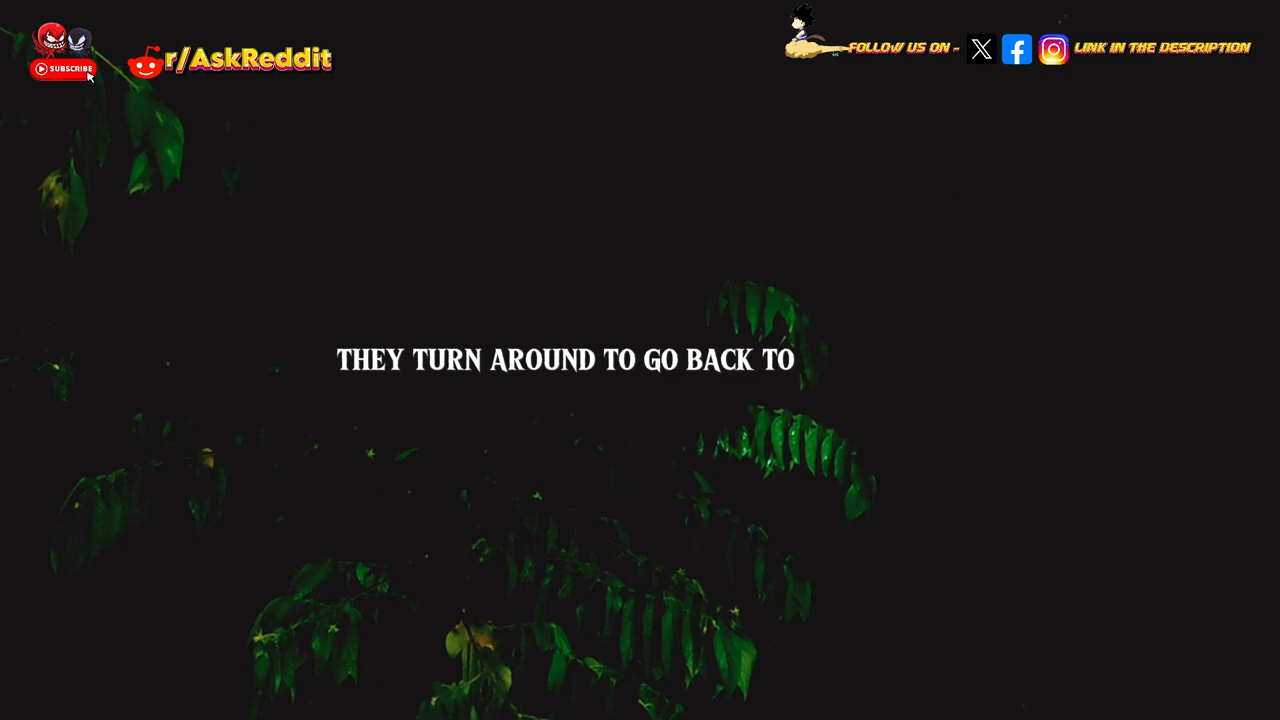 SUBSCRIBE
r/AskReddit
FOLLOW US ON -
LINK IN THE DESCRIPTION
THEY TURN AROUND TO GO BACK TO